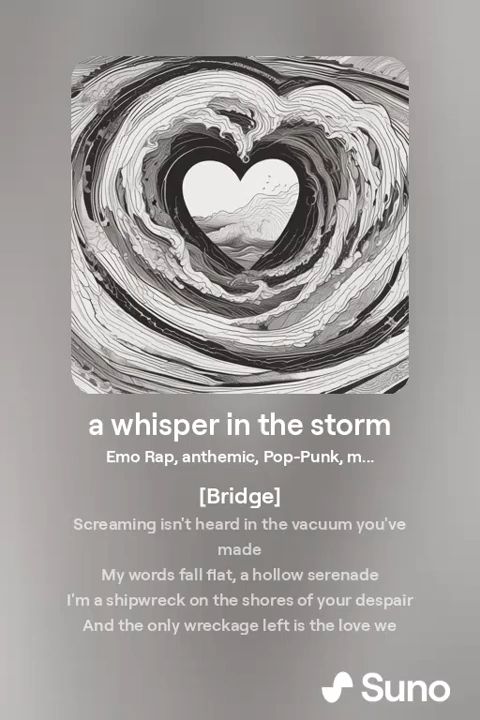 a whisper in the storm
Emo Rap, anthemic, Pop-Punk, m...
[Bridge]
Screaming isn't heard in the vacuum you've
made
My words fall flat, a hollow serenade
I'm a shipwreck on the shores of your despair
And the only wreckage left is the love we
Suno